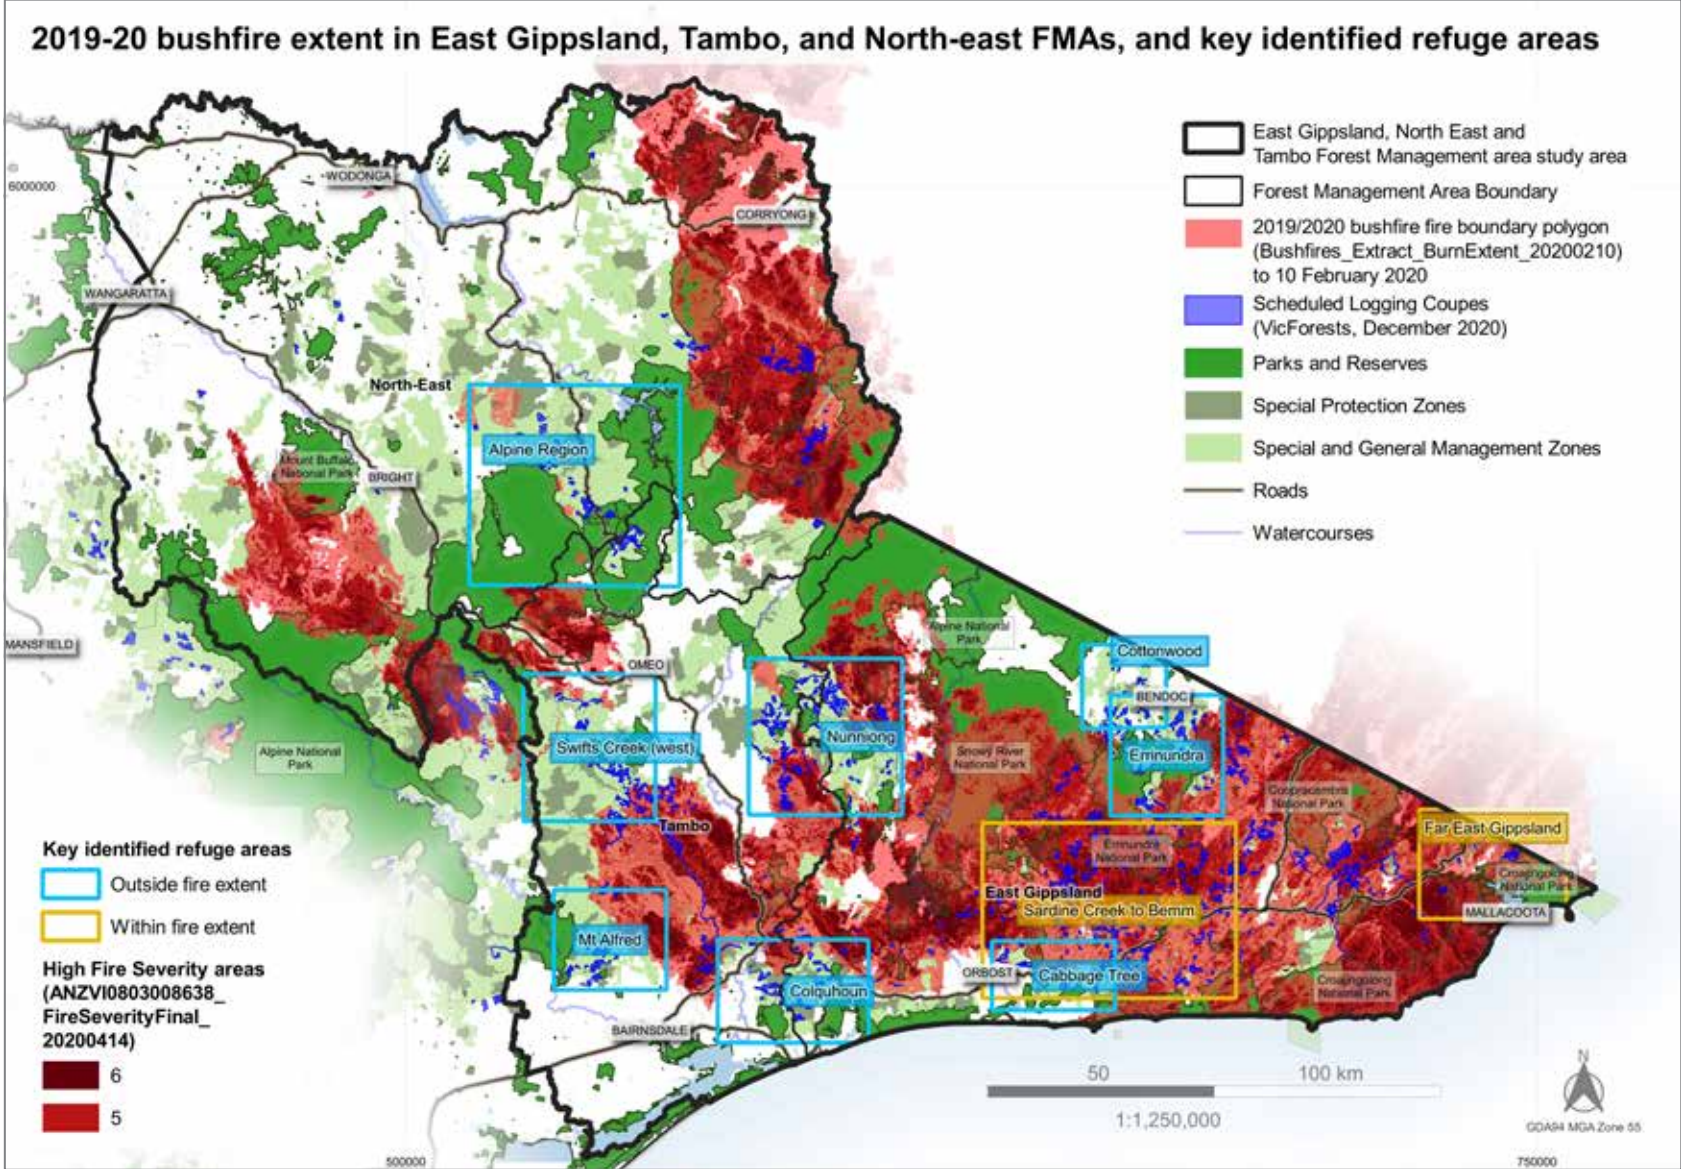 2019-20 bushfire extent in East Gippsland, Tambo, and North-east FMAs, and key identified refuge areas
East Gippsland, North East and
Tambo Forest Management area study area
Forest Management Area Boundary
2019/2020 bushfire fire boundary polygon
(Bushfires_Extract_BurnExtent_20200210)
to 10 February 2020
Scheduled Logging Coupes
(VicForests, December 2020)
Parks and Reserves
Special Protection Zones
Special and General Management Zones
Roads
Watercourses
6000000
WODONGA
CORRYONG
WANGARATTA
North-East
Alpine Region
Mount Buffalo
National Park
BRIGHT
MANSFIELD
Alpine National
Park
OMEO
Cottonwood
BENDOC
Alpine National
Park
Swifts Creek (west)
Nunniong
Snowy River
National Park
Errinundra
Coopracambra
National Park
Tambo
Far East Gippsland
Errinundra
National Park
Croajingolong
National Park
East Gippsland
Sardine Creek to Bemm
MALLACOOTA
Mt Alfred
ORBOST
Cabbage Tree
Colquhoun
Croajingolong
National Park
BAIRNSDALE
Key identified refuge areas
Outside fire extent
Within fire extent
High Fire Severity areas
(ANZVI0803008638_
FireSeverityFinal_
20200414)
6
5
50
100 km
1:1,250,000
N
GDA94 MGA Zone 55
500000
750000